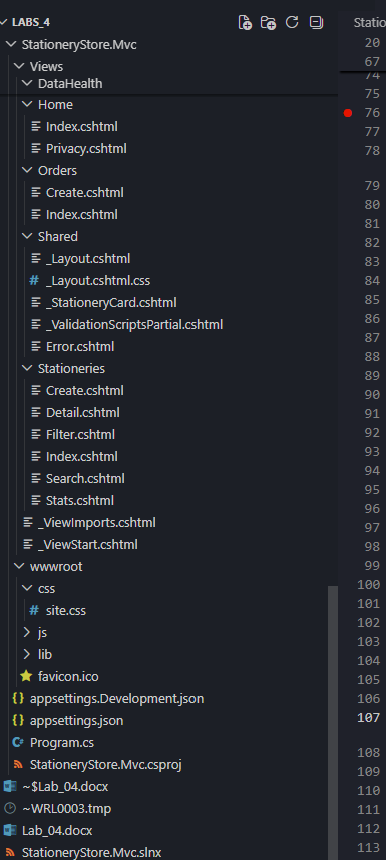 LABS_4
StationeryStore.Mvc
Views
DataHealth
Home
Index.cshtml
Privacy.cshtml
Orders
Create.cshtml
Index.cshtml
Shared
_Layout.cshtml
# _Layout.cshtml.css
_StationeryCard.cshtml
_ValidationScriptsPartial.cshtml
Error.cshtml
Stationeries
Create.cshtml
Detail.cshtml
Filter.cshtml
Index.cshtml
Search.cshtml
Stats.cshtml
_ViewImports.cshtml
_ViewStart.cshtml
wwwroot
css
# site.css
js
lib
favicon.ico
{} appsettings.Development.json
{} appsettings.json
C# Program.cs
StationeryStore.Mvc.csproj
~$Lab_04.docx
~WRL0003.tmp
Lab_04.docx
StationeryStore.Mvc.slnx
Statio
20
67
74
75
76
77
78
79
80
81
82
83
84
85
86
87
88
89
90
91
92
93
94
95
96
97
98
99
100
101
102
103
104
105
106
107
108
109
110
111
112
113